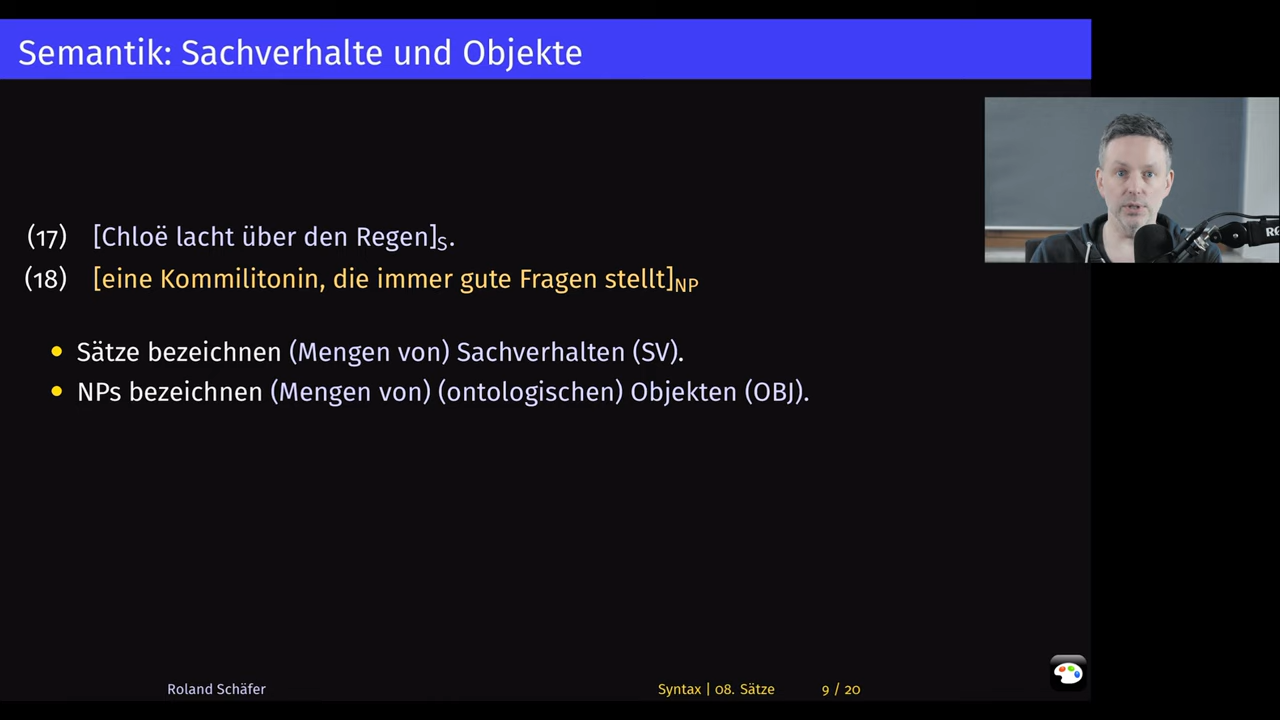 Semantik: Sachverhalte und Objekte
(17) [Chloë lacht über den Regen]S.
(18) [eine Kommilitonin, die immer gute Fragen stellt]NP
• Sätze bezeichnen (Mengen von) Sachverhalten (SV).
• NPs bezeichnen (Mengen von) (ontologischen) Objekten (OBJ).
Roland Schäfer
Syntax | 08. Sätze
9 / 20